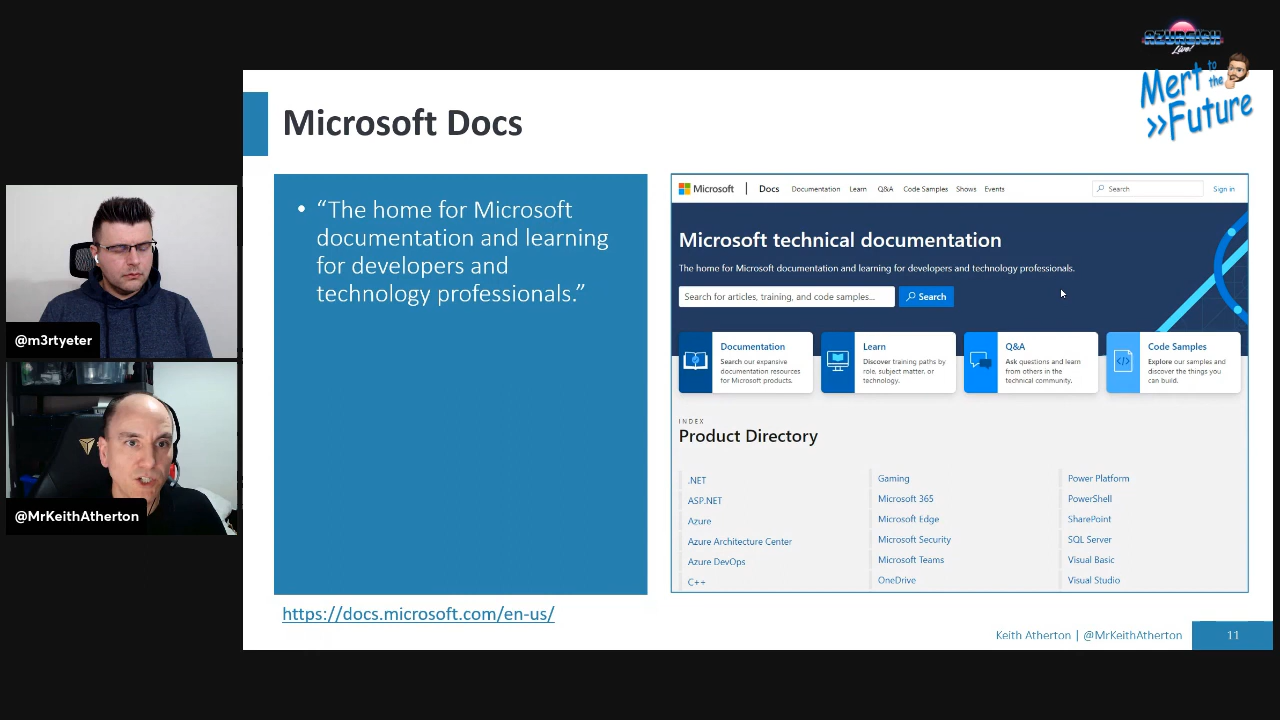 AZUREISH
Live!
Mert to the
>>Future
Microsoft Docs
• “The home for Microsoft
documentation and learning
for developers and
technology professionals.”
https://docs.microsoft.com/en-us/
Microsoft | Docs Documentation Learn Q&A Code Samples Shows Events Search Sign in
Microsoft technical documentation
The home for Microsoft documentation and learning for developers and technology professionals.
Search for articles, training, and code samples... Search
Documentation
Search our expansive
documentation resources
for Microsoft products.
Learn
Discover training paths by
role, subject matter, or
technology.
Q&A
Ask questions and learn
from others in the
technical community.
Code Samples
Explore our samples and
discover the things you
can build.
INDEX
Product Directory
.NET
ASP.NET
Azure
Azure Architecture Center
Azure DevOps
C++
Gaming
Microsoft 365
Microsoft Edge
Microsoft Security
Microsoft Teams
OneDrive
Power Platform
PowerShell
SharePoint
SQL Server
Visual Basic
Visual Studio
Keith Atherton | @MrKeithAtherton 11
@m3rtyeter
@MrKeithAtherton